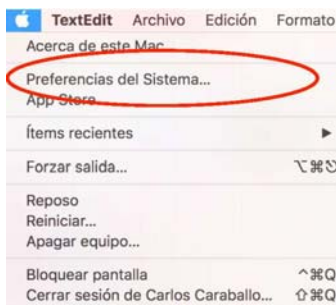 TextEdit Archivo Edición Formato
Acerca de este Mac
Preferencias del Sistema...
App Store...
Ítems recientes ▶
Forzar salida... ⌥⌘⎋
Reposo
Reiniciar...
Apagar equipo...
Bloquear pantalla ^⌘Q
Cerrar sesión de Carlos Caraballo... ⇧⌘Q